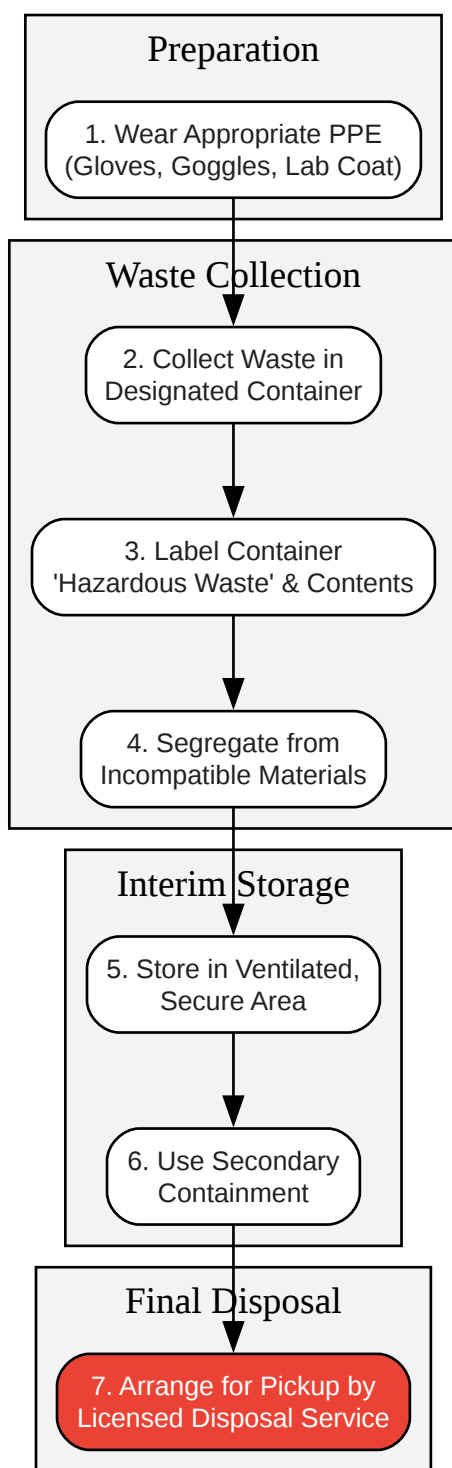 Preparation
1. Wear Appropriate PPE
(Gloves, Goggles, Lab Coat)
Waste Collection
2. Collect Waste in
Designated Container
3. Label Container
'Hazardous Waste' & Contents
4. Segregate from
Incompatible Materials
Interim Storage
5. Store in Ventilated,
Secure Area
6. Use Secondary
Containment
Final Disposal
7. Arrange for Pickup by
Licensed Disposal Service